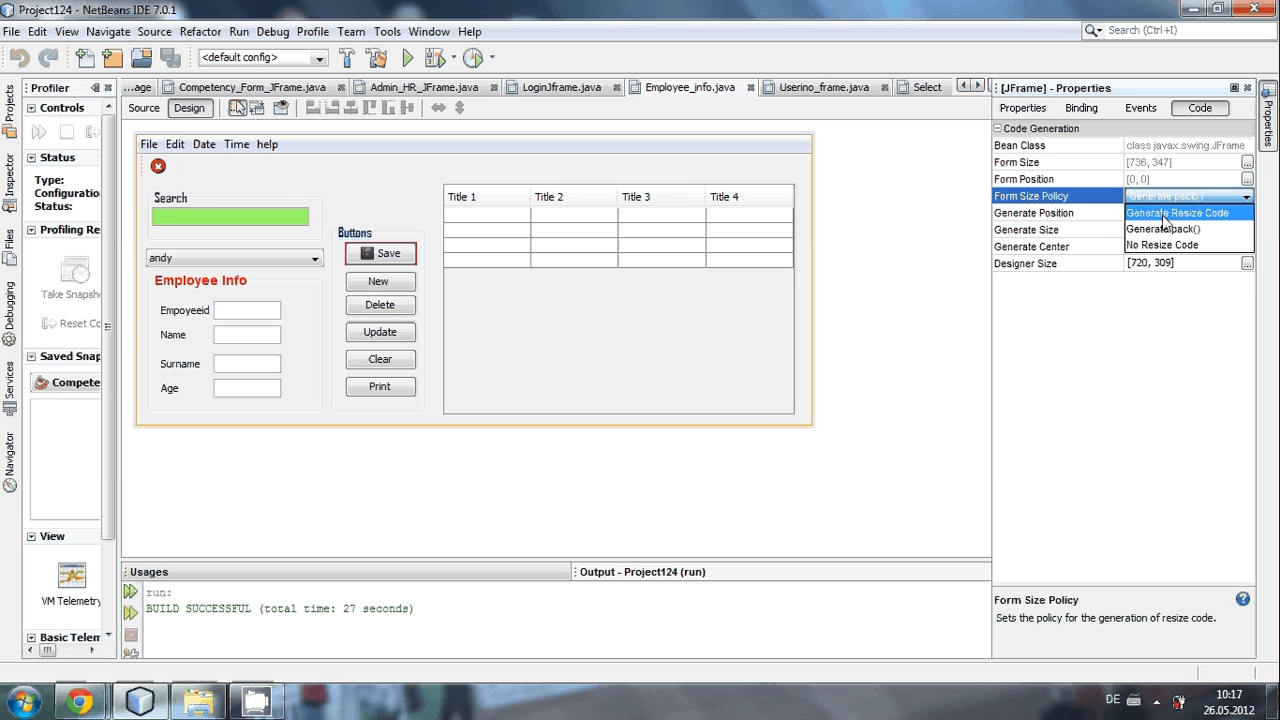 Project124 - NetBeans IDE 7.0.1
File Edit View Navigate Source Refactor Run Debug Profile Team Tools Window Help
Search (Ctrl+I)
<default config>
Profiler
...age Competency_Form_JFrame.java Admin_HR_JFrame.java LoginJframe.java Employee_info.java Userino_frame.java Select
[JFrame] - Properties
Controls
Source Design
Properties Binding Events Code
Projects
Inspector
Files
Debugging
Services
Navigator
Properties
Status
Type:
Configuration
Status:
Profiling Re
Take Snapsh
Reset Co
Saved Snap
Compete
View
VM Telemetry
Basic Telem
File Edit Date Time help
Search
andy
Employee Info
Empoyeeid
Name
Surname
Age
Buttons
Save
New
Delete
Update
Clear
Print
Title 1 Title 2 Title 3 Title 4
Code Generation
Bean Class class javax.swing.JFrame
Form Size [736, 347]
Form Position [0, 0]
Form Size Policy Generate pack()
Generate Position Generate Resize Code
Generate Size Generate pack()
Generate Center No Resize Code
Designer Size [720, 309]
Usages
Output - Project124 (run)
run:
BUILD SUCCESSFUL (total time: 27 seconds)
Form Size Policy
Sets the policy for the generation of resize code.
DE
10:17
26.05.2012